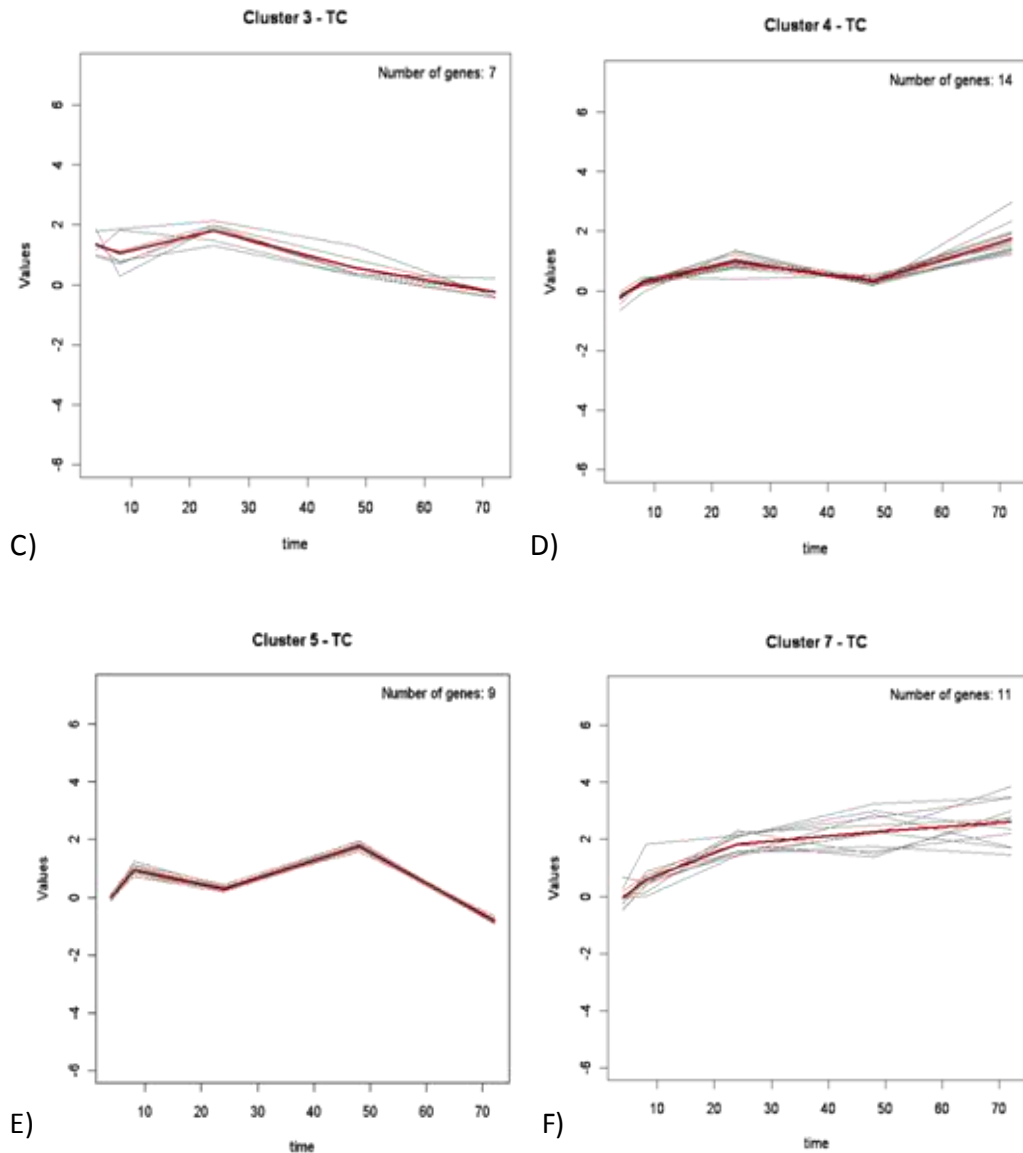 Cluster 3 - TC
Number of genes: 7
Values
6
4
2
0
-2
-4
-6
10 20 30 40 50 60 70
time
C)
Cluster 4 - TC
Number of genes: 14
Values
6
4
2
0
-2
-4
-6
10 20 30 40 50 60 70
time
D)
Cluster 5 - TC
Number of genes: 9
Values
6
4
2
0
-2
-4
-6
10 20 30 40 50 60 70
time
E)
Cluster 7 - TC
Number of genes: 11
Values
6
4
2
0
-2
-4
-6
10 20 30 40 50 60 70
time
F)